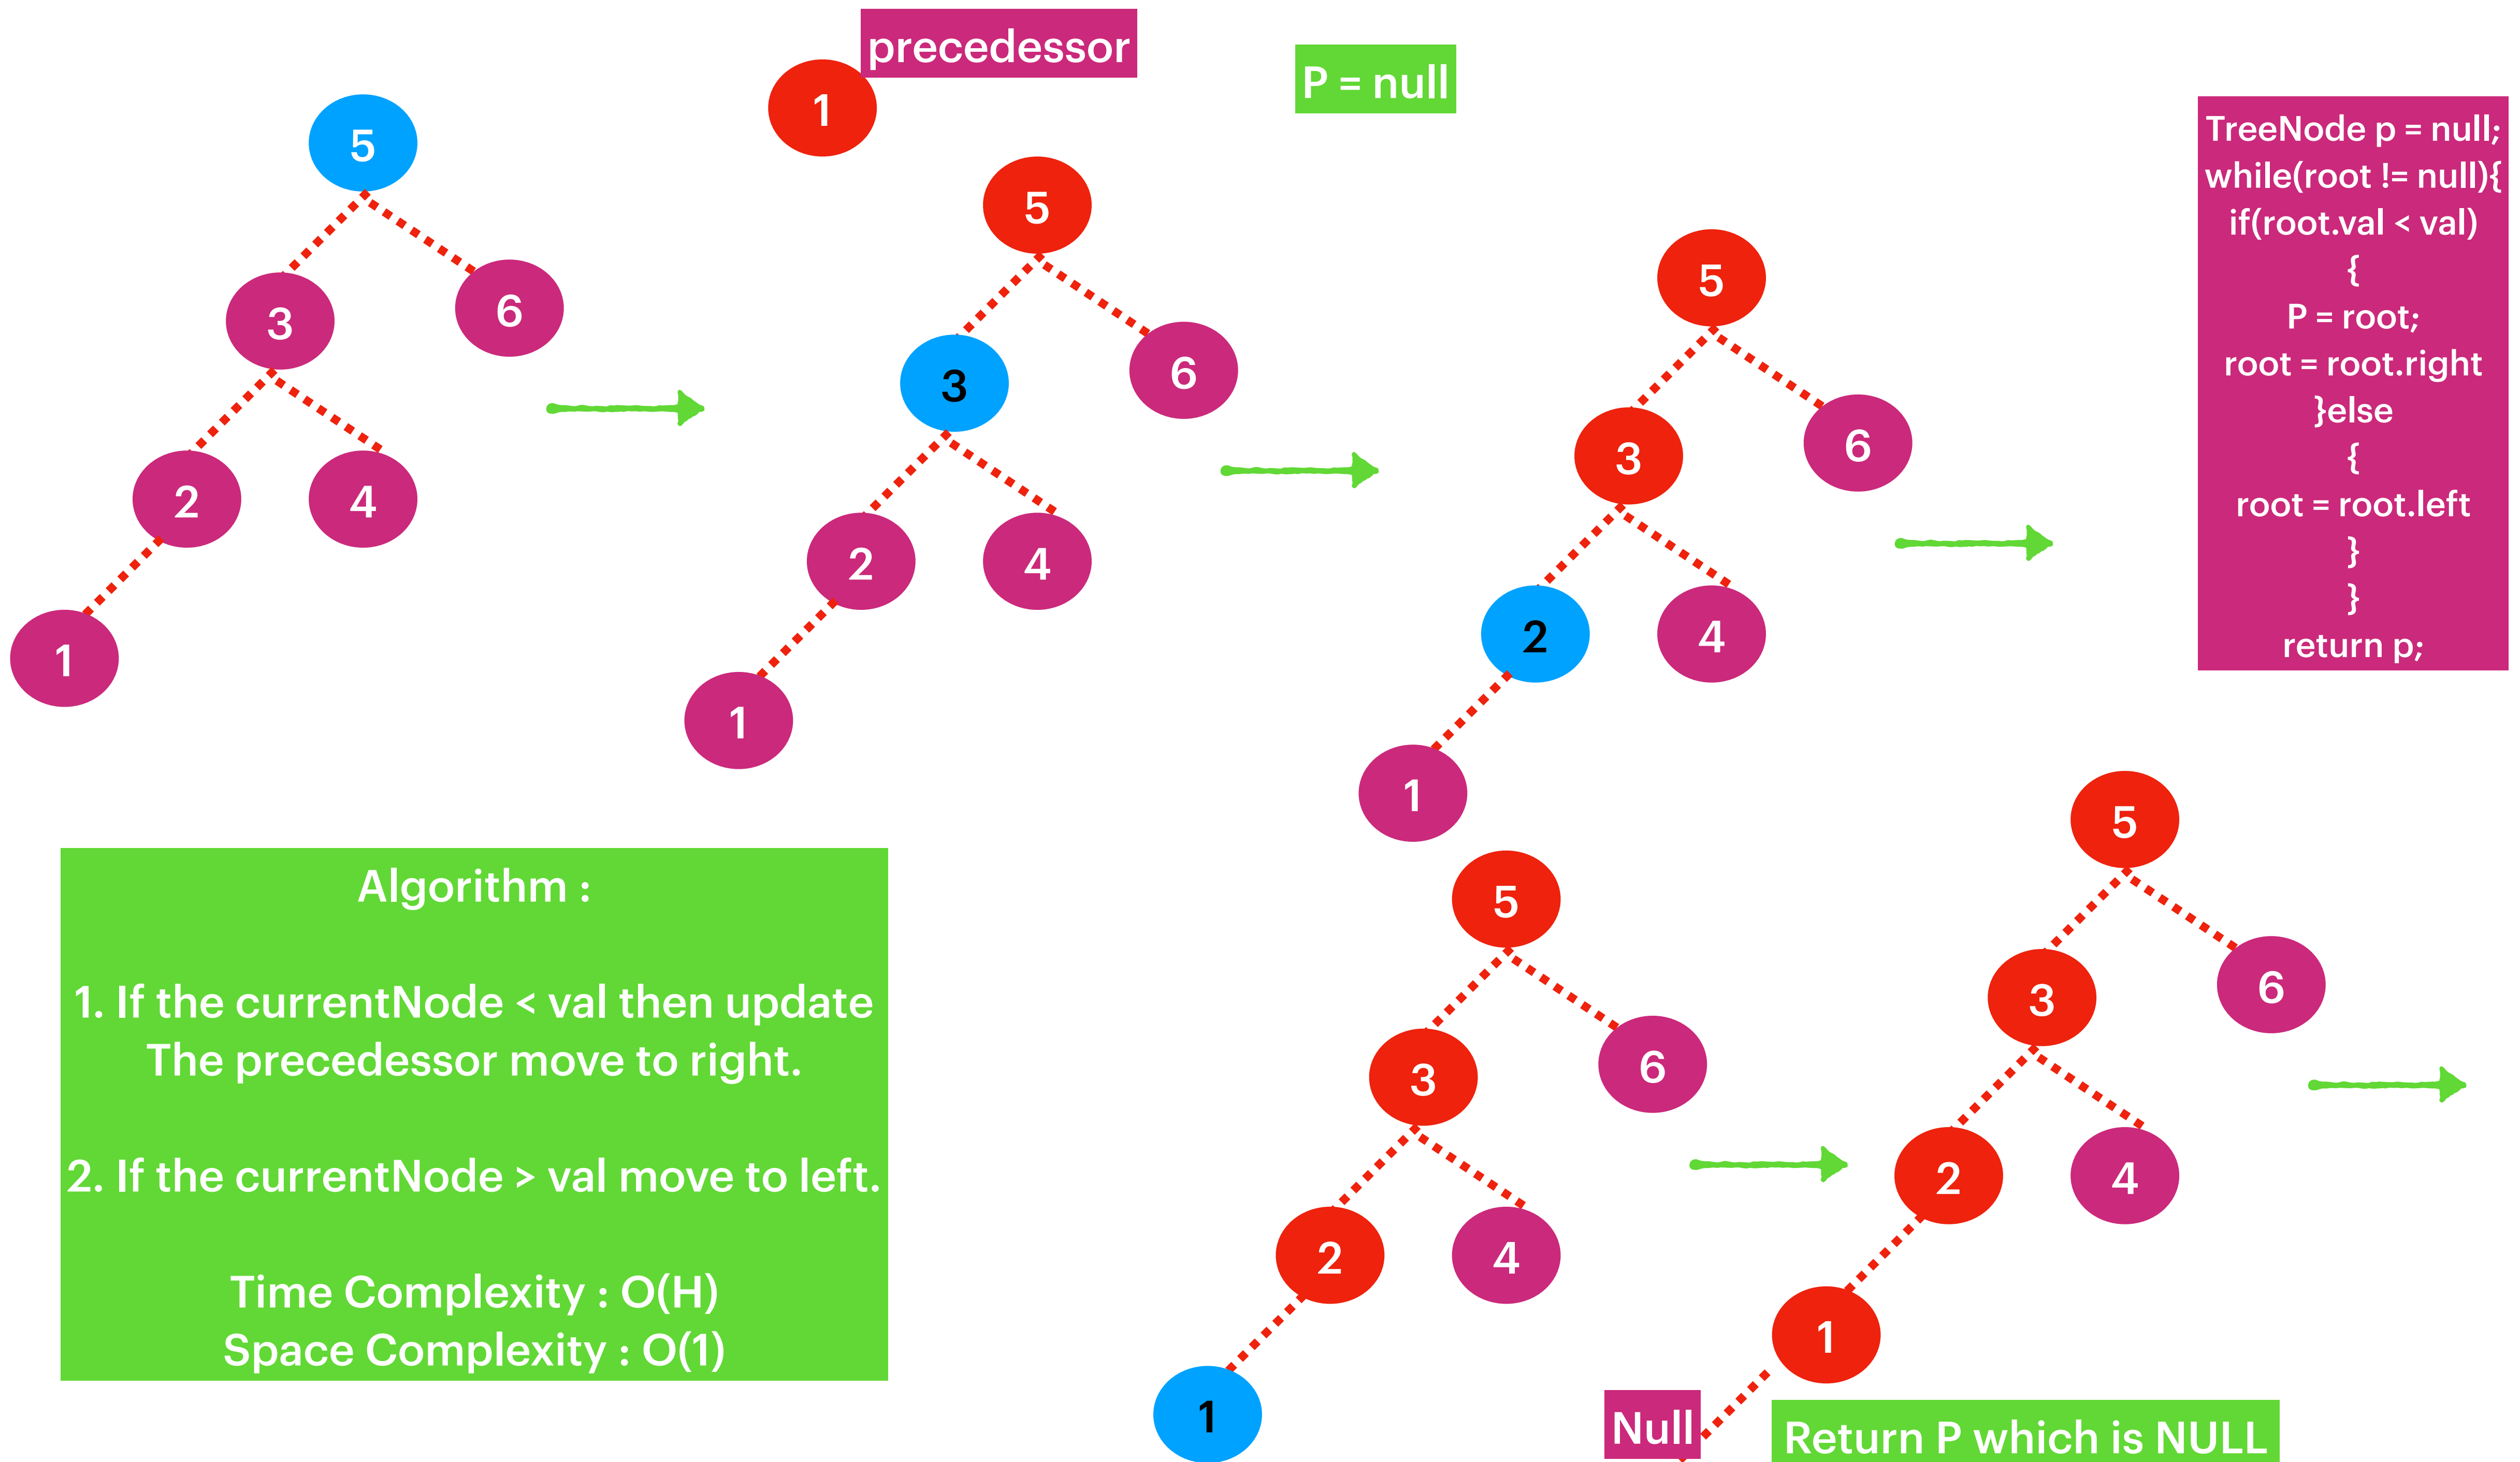 precedessor
1
P = null
5
3
6
2
4
1
5
3
6
2
4
1
5
3
6
2
4
1
TreeNode p = null;
while(root != null){
if(root.val < val)
{
P = root;
root = root.right
}else
{
root = root.left
}
}
return p;
Algorithm :
1. If the currentNode < val then update
The precedessor move to right.
2. If the currentNode > val move to left.
Time Complexity : O(H)
Space Complexity : O(1)
5
3
6
2
4
1
5
3
6
2
4
1
Null
Return P which is NULL